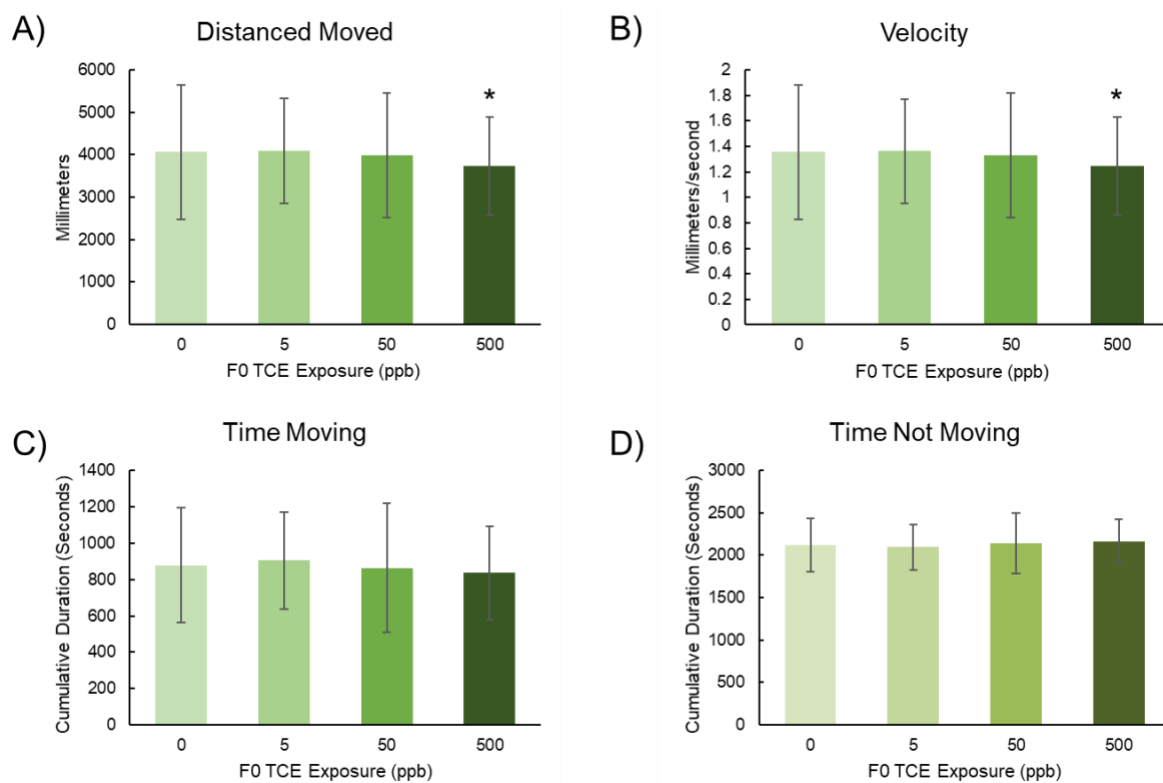 A)
Distanced Moved
Millimeters
6000
5000
4000
3000
2000
1000
0
*
0 5 50 500
F0 TCE Exposure (ppb)
B)
Velocity
Millimeters/second
2
1.8
1.6
1.4
1.2
1
0.8
0.6
0.4
0.2
0
*
0 5 50 500
F0 TCE Exposure (ppb)
C)
Time Moving
Cumulative Duration (Seconds)
1400
1200
1000
800
600
400
200
0
0 5 50 500
F0 TCE Exposure (ppb)
D)
Time Not Moving
Cumulative Duration (Seconds)
3000
2500
2000
1500
1000
500
0
0 5 50 500
F0 TCE Exposure (ppb)